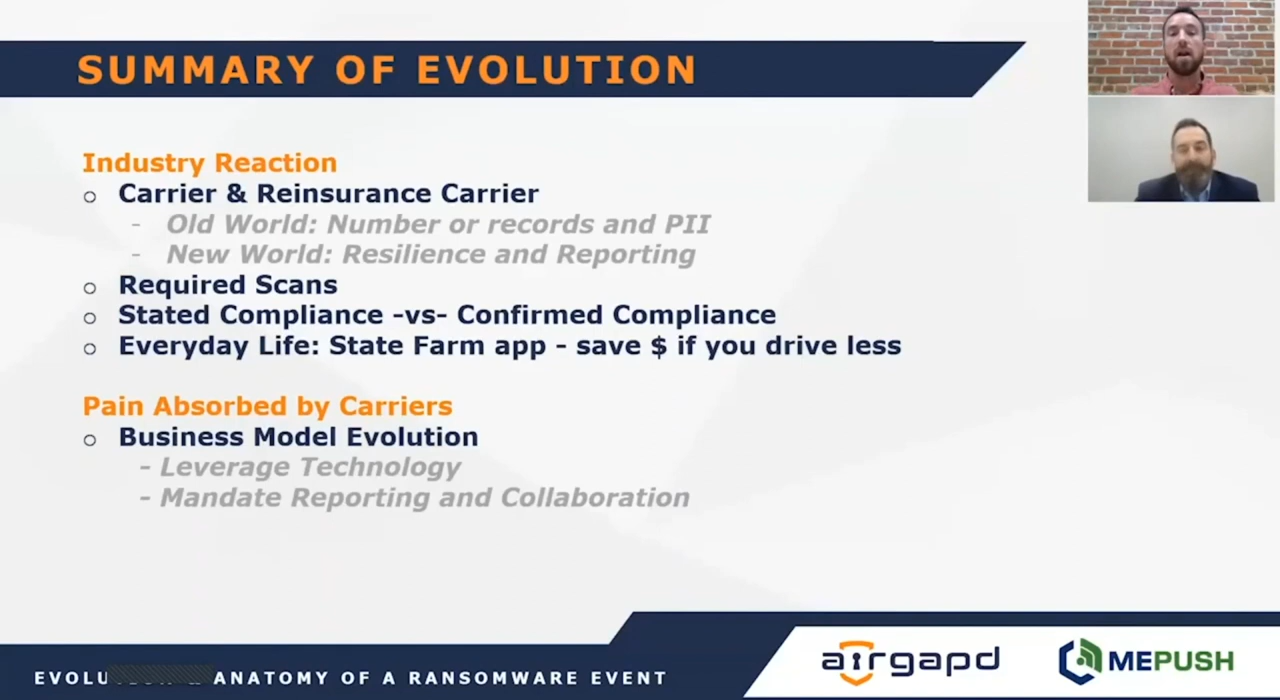 SUMMARY OF EVOLUTION
Industry Reaction
Carrier & Reinsurance Carrier
- Old World: Number or records and PII
- New World: Resilience and Reporting
Required Scans
Stated Compliance -vs- Confirmed Compliance
Everyday Life: State Farm app - save $ if you drive less
Pain Absorbed by Carriers
Business Model Evolution
- Leverage Technology
- Mandate Reporting and Collaboration
ANATOMY OF A RANSOMWARE EVENT
airgapd
MEPUSH